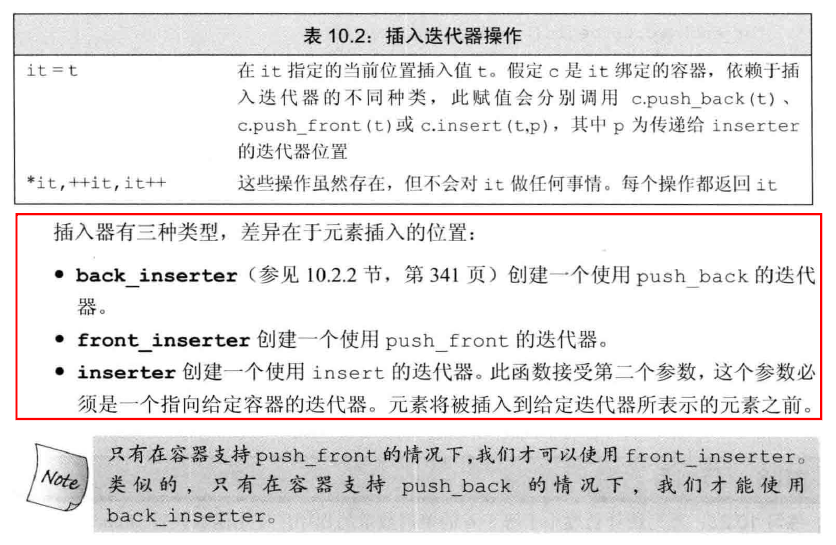 表 10.2：插入迭代器操作
it = t 在 it 指定的当前位置插入值 t。假定 c 是 it 绑定的容器，依赖于插
入迭代器的不同种类，此赋值会分别调用 c.push_back(t)、
c.push_front(t)或 c.insert(t,p)，其中 p 为传递给 inserter
的迭代器位置
*it,++it,it++ 这些操作虽然存在，但不会对 it 做任何事情。每个操作都返回 it
插入器有三种类型，差异在于元素插入的位置：
● back_inserter（参见 10.2.2 节，第 341 页）创建一个使用 push_back 的迭代
器。
● front_inserter 创建一个使用 push_front 的迭代器。
● inserter 创建一个使用 insert 的迭代器。此函数接受第二个参数，这个参数必
须是一个指向给定容器的迭代器。元素将被插入到给定迭代器所表示的元素之前。
Note
只有在容器支持 push_front 的情况下，我们才可以使用 front_inserter。
类似的，只有在容器支持 push_back 的情况下，我们才能使用
back_inserter。